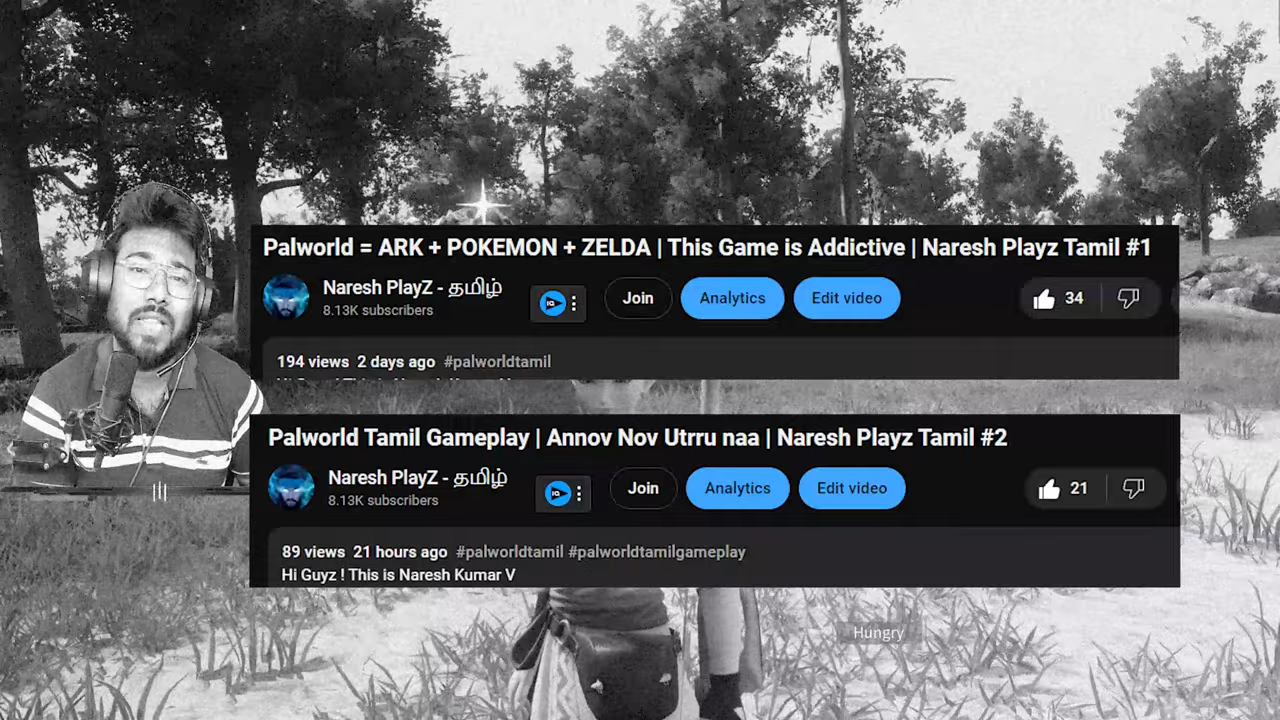 Palworld = ARK + POKEMON + ZELDA | This Game is Addictive | Naresh Playz Tamil #1
Naresh PlayZ - தமிழ்
8.13K subscribers
IQ
Join
Analytics
Edit video
34
194 views 2 days ago #palworldtamil
Palworld Tamil Gameplay | Annov Nov Utrru naa | Naresh Playz Tamil #2
Naresh PlayZ - தமிழ்
8.13K subscribers
IQ
Join
Analytics
Edit video
21
89 views 21 hours ago #palworldtamil #palworldtamilgameplay
Hi Guyz ! This is Naresh Kumar V
Hungry